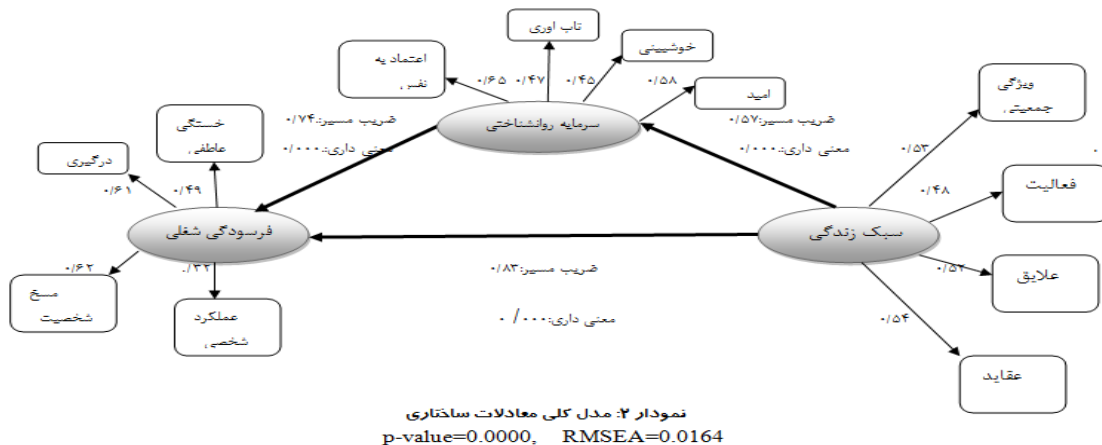 تاب اوری
خوشبینی
اعتماد به
نفس
امید
۰/۶۵
۰/۴۷
۰/۴۵
۰/۵۸
سرمایه روانشناختی
ویژگی
جمعیتی
خستگی
عاطفی
درگیری
ضریب مسیر:۰/۷۴
معنی داری:۰/۰۰۰
ضریب مسیر:۰/۵۷
معنی داری:۰/۰۰۰
۰/۵۳
۰/۴۸
فعالیت
۰/۶۱
۰/۴۹
فرسودگی شغلی
سبک زندگی
۰/۵۲
علایق
۰/۶۲
۰/۳۲
ضریب مسیر:۰/۸۳
مسخ
شخصیت
عملکرد
شخصی
معنی داری:۰/۰۰۰
۰/۵۴
عقاید
نمودار ۲: مدل کلی معادلات ساختاری
p-value=0.0000, RMSEA=0.0164